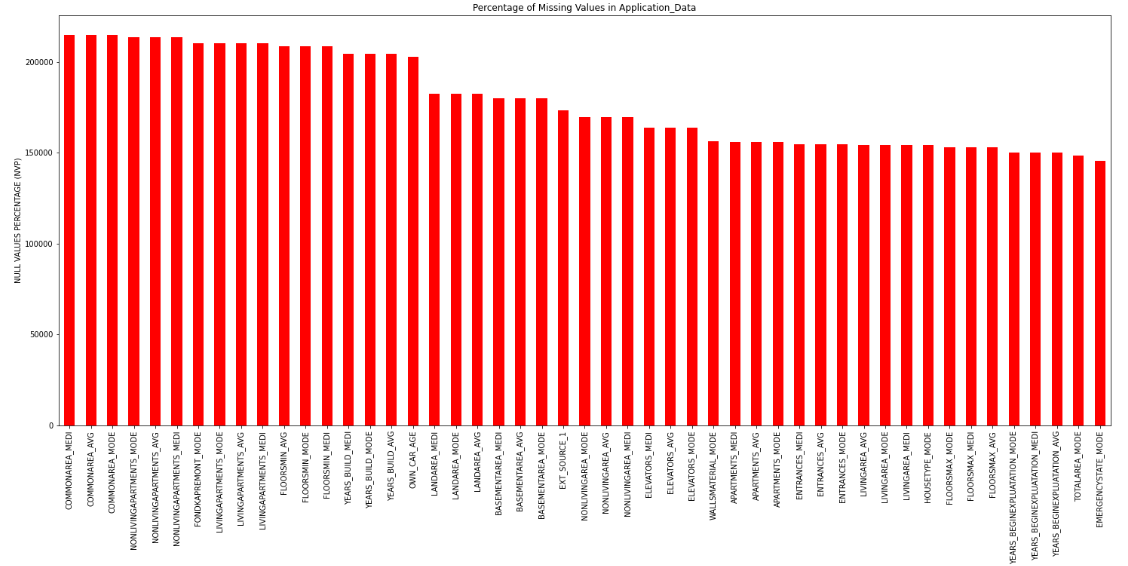 Percentage of Missing Values in Application_Data
NULL VALUES PERCENTAGE (NVP)
200000
150000
100000
50000
0
COMMONAREA_MEDI
COMMONAREA_AVG
COMMONAREA_MODE
NONLIVINGAPARTMENTS_MODE
NONLIVINGAPARTMENTS_AVG
NONLIVINGAPARTMENTS_MEDI
FONDKAPREMONT_MODE
LIVINGAPARTMENTS_MODE
LIVINGAPARTMENTS_AVG
LIVINGAPARTMENTS_MEDI
FLOORSMIN_AVG
FLOORSMIN_MODE
FLOORSMIN_MEDI
YEARS_BUILD_MEDI
YEARS_BUILD_MODE
YEARS_BUILD_AVG
OWN_CAR_AGE
LANDAREA_MEDI
LANDAREA_MODE
LANDAREA_AVG
BASEMENTAREA_MEDI
BASEMENTAREA_AVG
BASEMENTAREA_MODE
EXT_SOURCE_1
NONLIVINGAREA_MODE
NONLIVINGAREA_AVG
NONLIVINGAREA_MEDI
ELEVATORS_MEDI
ELEVATORS_AVG
ELEVATORS_MODE
WALLSMATERIAL_MODE
APARTMENTS_MEDI
APARTMENTS_AVG
APARTMENTS_MODE
ENTRANCES_MEDI
ENTRANCES_AVG
ENTRANCES_MODE
LIVINGAREA_AVG
LIVINGAREA_MODE
LIVINGAREA_MEDI
HOUSETYPE_MODE
FLOORSMAX_MODE
FLOORSMAX_MEDI
FLOORSMAX_AVG
YEARS_BEGINEXPLUATATION_MODE
YEARS_BEGINEXPLUATATION_MEDI
YEARS_BEGINEXPLUATATION_AVG
TOTALAREA_MODE
EMERGENCYSTATE_MODE